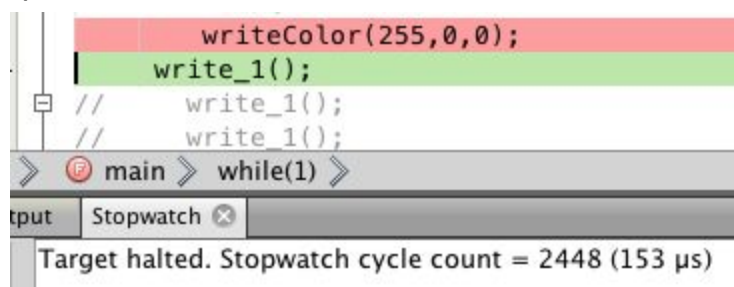 writeColor(255,0,0);
write_1();
// write_1();
// write_1();
main while(1)
tput Stopwatch
Target halted. Stopwatch cycle count = 2448 (153 µs)